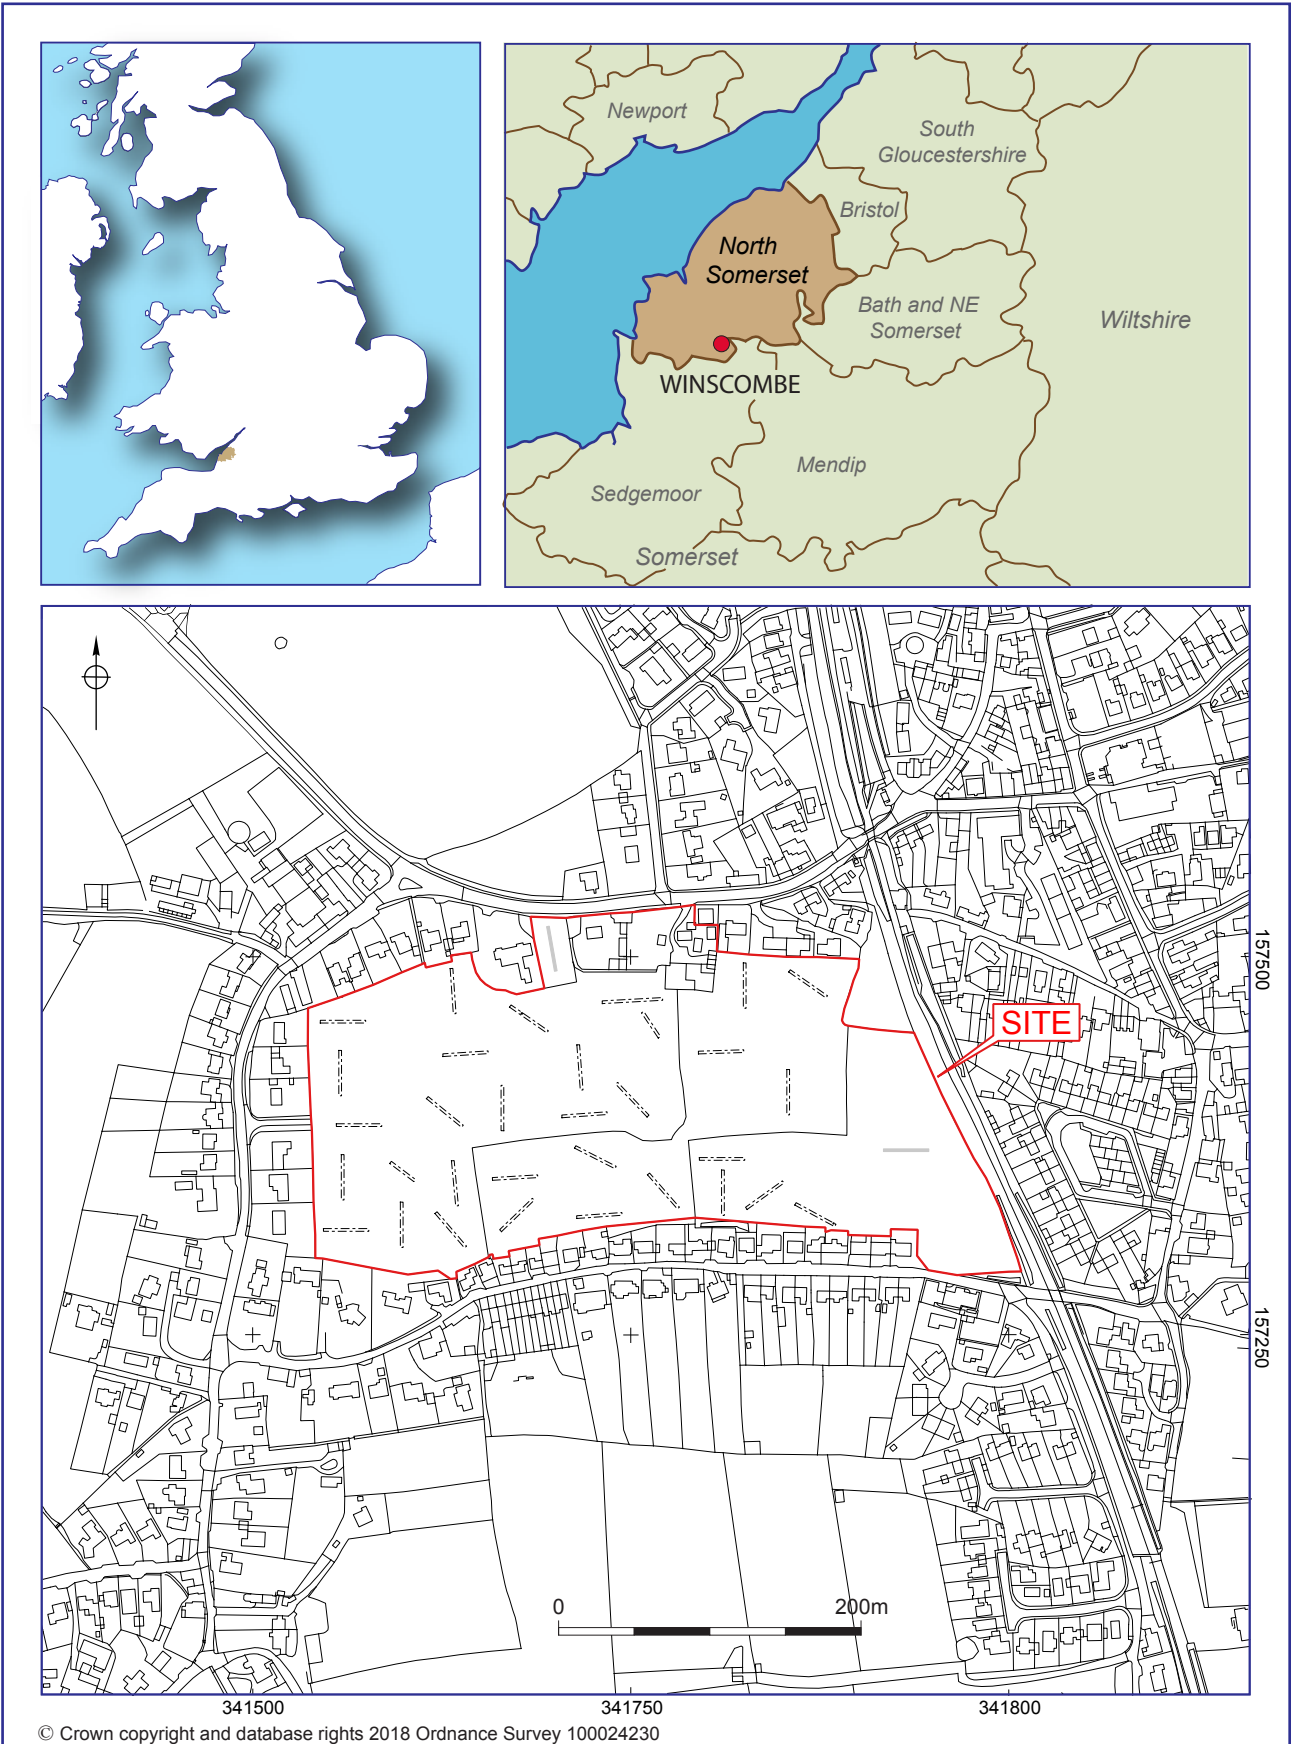 Newport
South
Gloucestershire
Bristol
North
Somerset
Bath and NE
Somerset
Wiltshire
WINSCOMBE
Mendip
Sedgemoor
Somerset
SITE
157500
157250
0 200m
341500 341750 341800
© Crown copyright and database rights 2018 Ordnance Survey 100024230